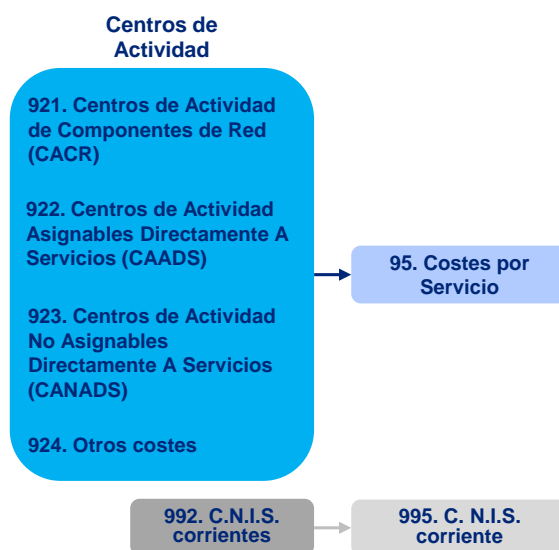 Centros de
Actividad
921. Centros de Actividad
de Componentes de Red
(CACR)
922. Centros de Actividad
Asignables Directamente A
Servicios (CAADS)
923. Centros de Actividad
No Asignables
Directamente A Servicios
(CANADS)
924. Otros costes
95. Costes por
Servicio
992. C.N.I.S.
corrientes
995. C. N.I.S.
corriente